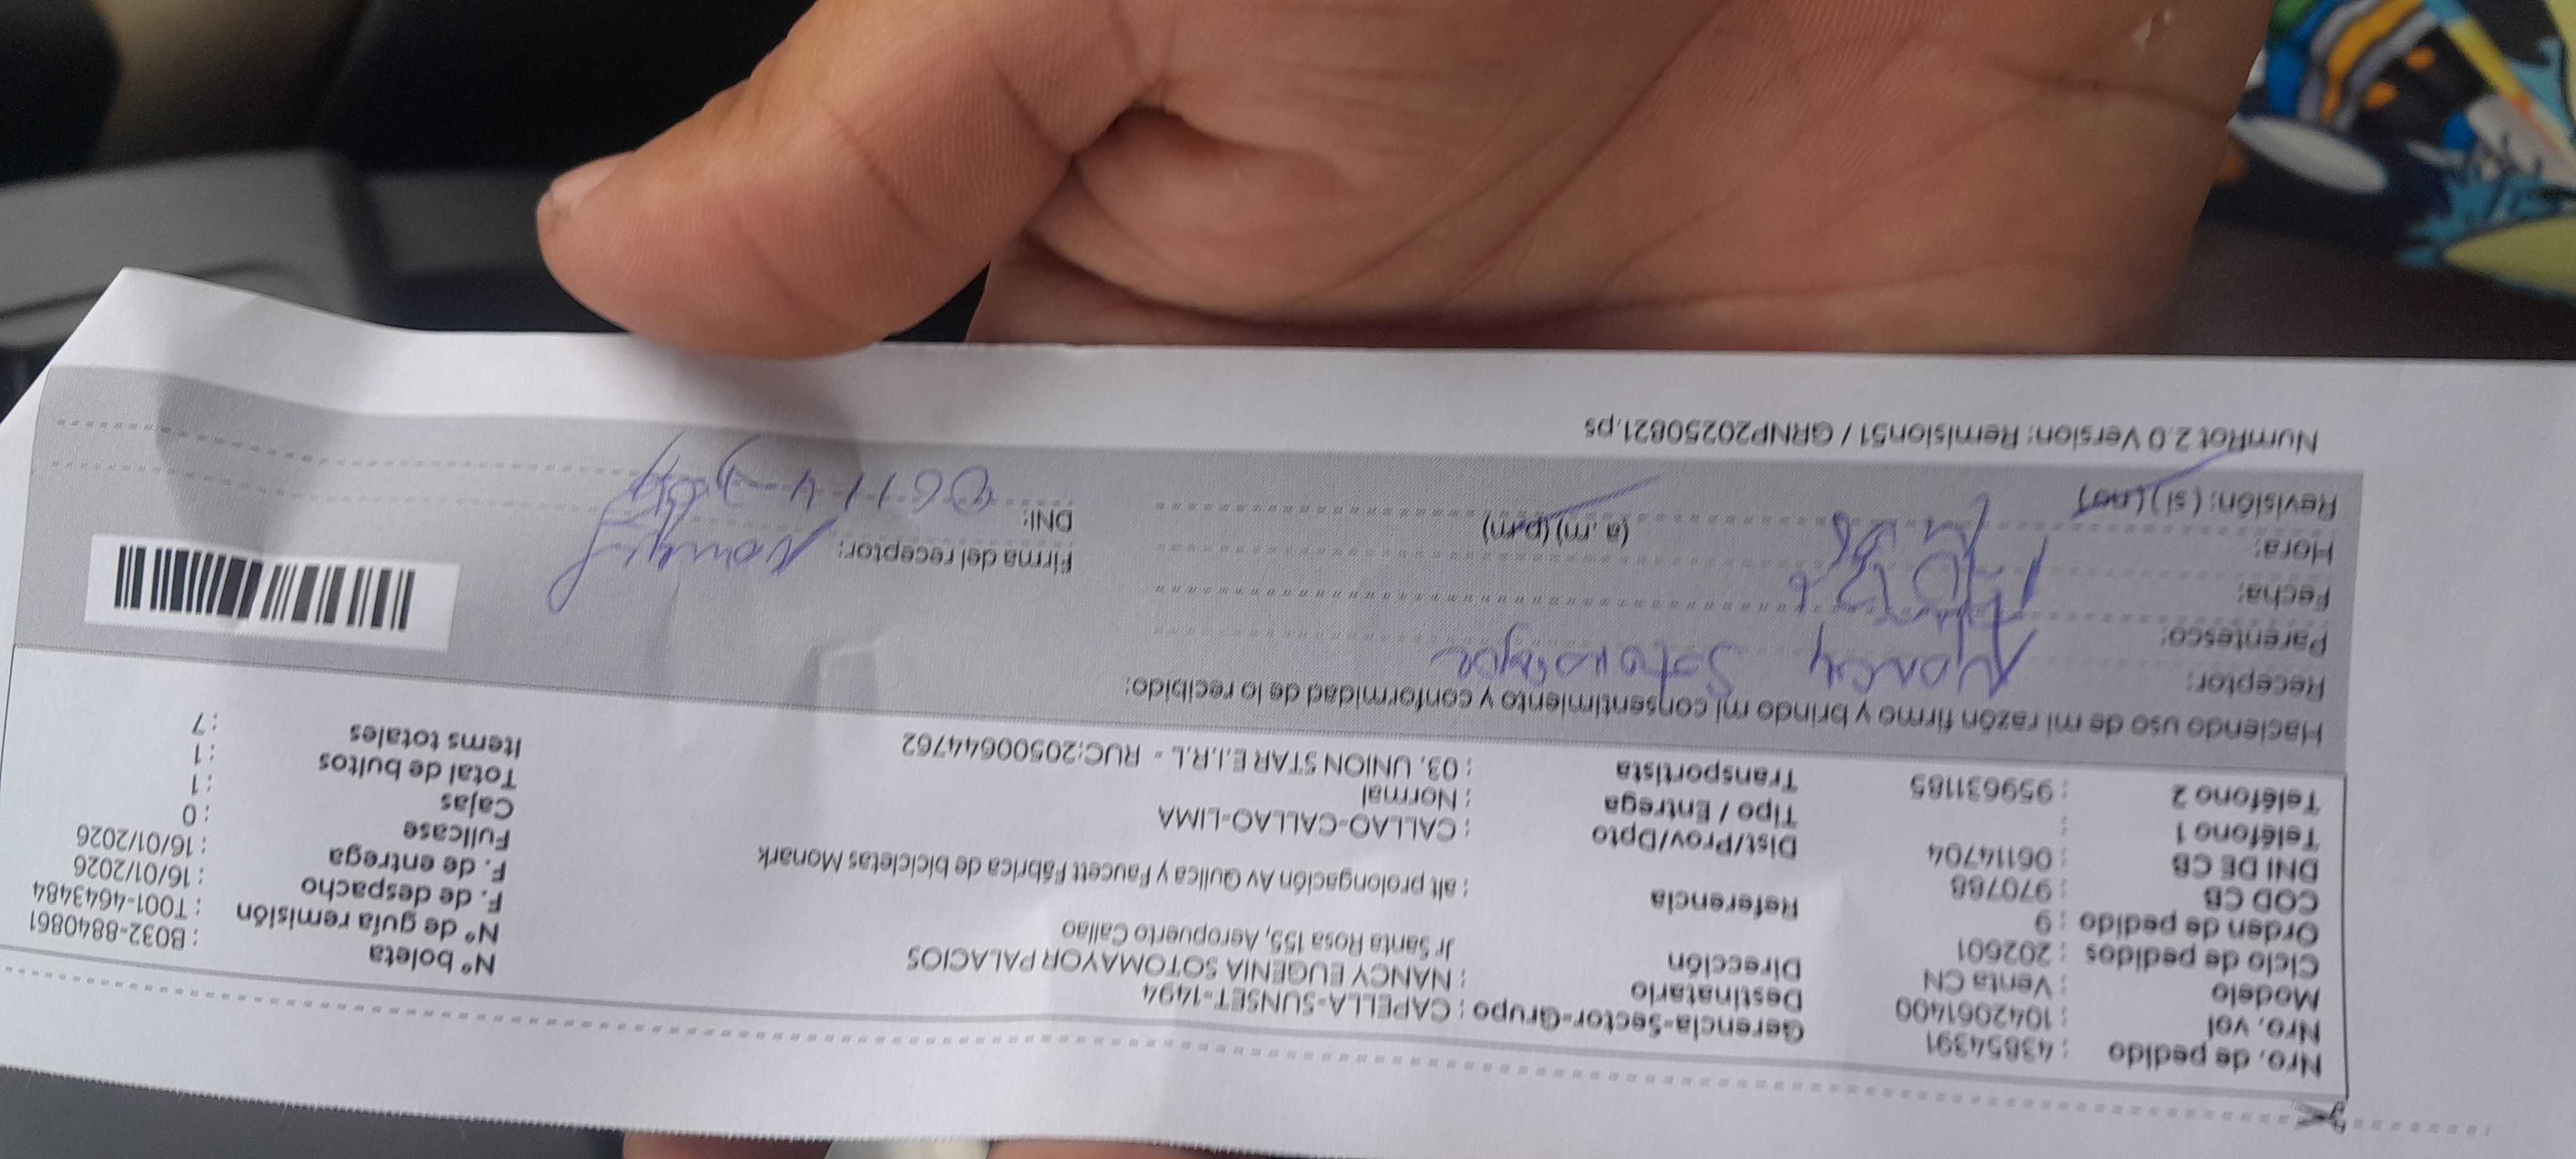 Nro. de pedido : 43854391
Nro. vol : 1042061400
Modelo : Venta CN
Ciclo de pedidos : 202601
Orden de pedido : 9
COD CB : 970788
DNI DE CB : 06114704
Teléfono 1 :
Teléfono 2 : 959631185
Gerencia-Sector-Grupo : CAPELLA-SUNSET-1494
Destinatario : NANCY EUGENIA SOTOMAYOR PALACIOS
Dirección Jr Santa Rosa 155, Aeropuerto Callao
Referencia : alt prolongación Av Quilca y Faucett Fábrica de bicicletas Monark
Dist/Prov/Dpto : CALLAO-CALLAO-LIMA
Tipo / Entrega : Normal
Transportista : 03. UNION STAR E.I.R.L - RUC:20500644762
N° boleta : B032-8840861
N° de guía remisión : T001-4643484
F. de despacho : 16/01/2026
F. de entrega : 16/01/2026
Fullcase : 0
Cajas : 1
Total de bultos : 1
Items totales : 7
Haciendo uso de mi razón firmo y brindo mi consentimiento y conformidad de lo recibido:
Receptor: Nancy Sotomayor
Parentesco:
Fecha:
Hora: (a .m) (p.m)
Revisión: (si) (no)
Firma del receptor: Nancy
DNI: 06114704
NumRot 2.0 Version: Remision51 / GRNP20250821.ps